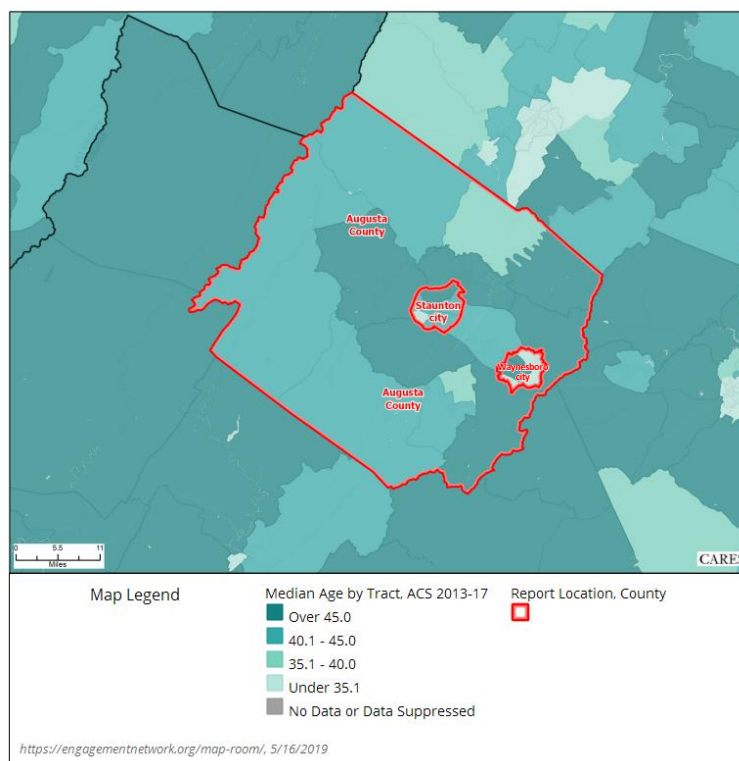 Augusta
County
Staunton
city
Waynesboro
city
Augusta
County
0 5.5 11
Miles
CARES
Map Legend
Median Age by Tract, ACS 2013-17
Over 45.0
40.1 - 45.0
35.1 - 40.0
Under 35.1
No Data or Data Suppressed
Report Location, County
https://engagementnetwork.org/map-room/, 5/16/2019